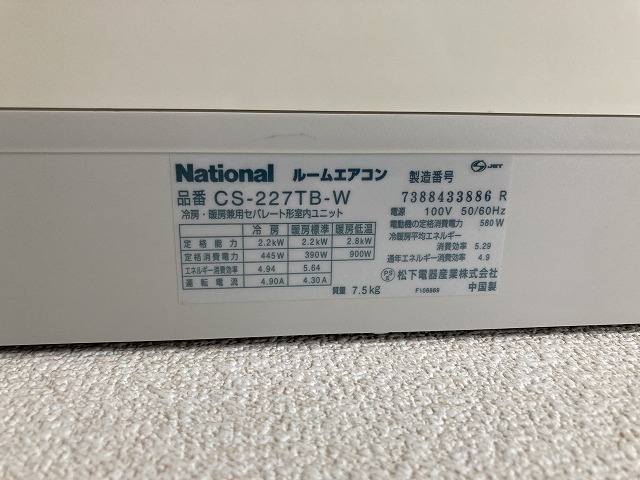 National ルームエアコン 製造番号 JET
品番 CS-227TB-W 7388433886 R
冷房・暖房兼用セパレート形室内ユニット 電源 100V 50/60Hz
電動機の定格消費電力 580W
冷房 暖房標準 暖房低温
定格能力 2.2kW 2.2kW 2.8kW
定格消費電力 445W 390W 900W
エネルギー消費効率 4.94 5.64
運転電流 4.90A 4.30A
冷暖房平均エネルギー
消費効率 5.29
通年エネルギー消費効率 4.9
質量 7.5kg
PSE 松下電器産業株式会社
F106869 中国製